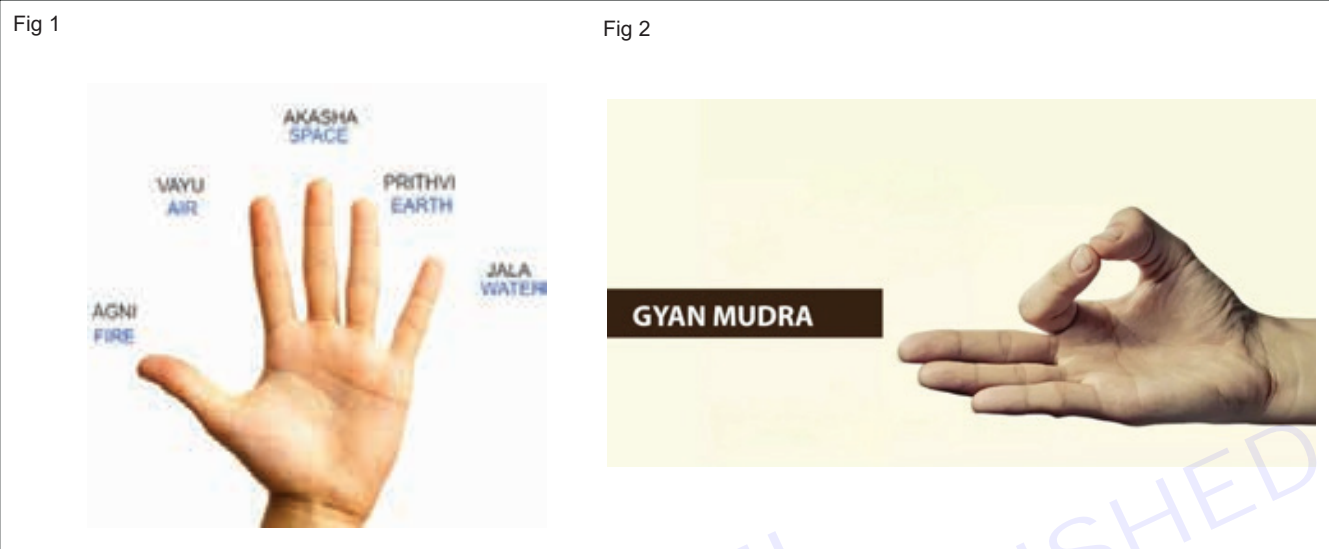 Fig 1
Fig 2
AKASHA
SPACE
VAYU
AIR
PRITHVI
EARTH
JALA
WATER
AGNI
FIRE
GYAN MUDRA